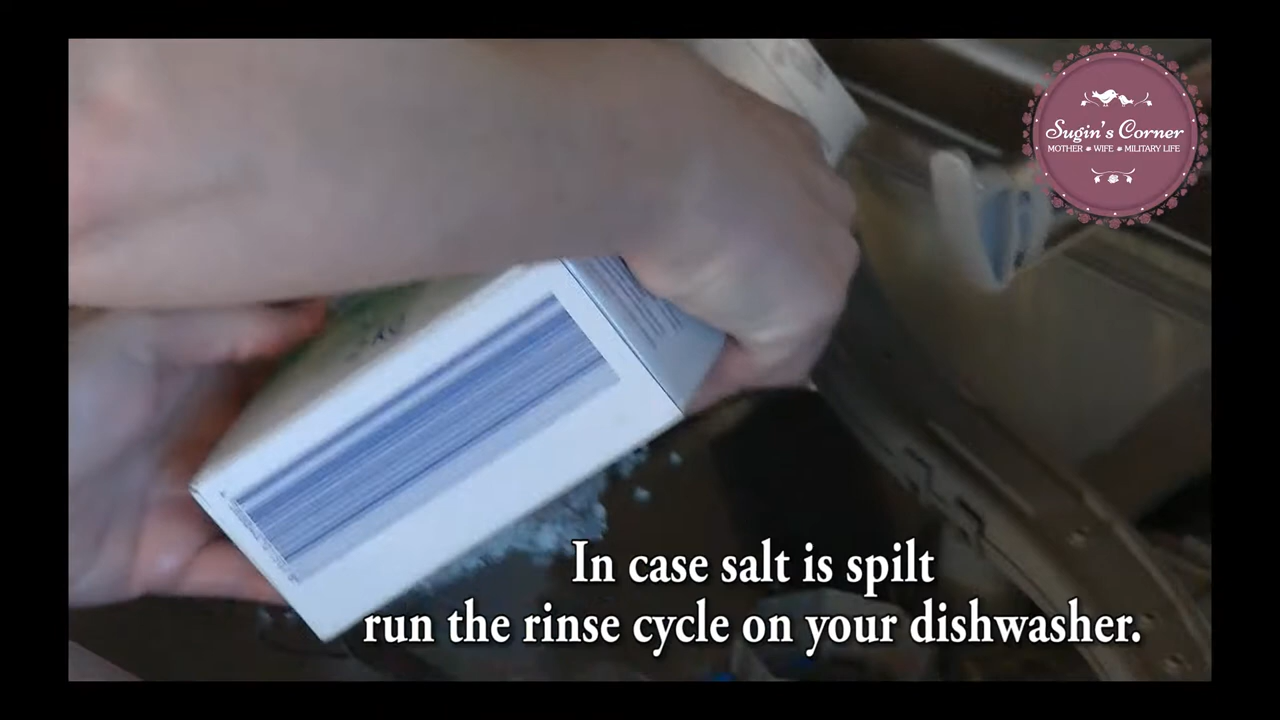 Sugin's Corner
MOTHER * WIFE * MILITARY LIFE
In case salt is spilt
run the rinse cycle on your dishwasher.